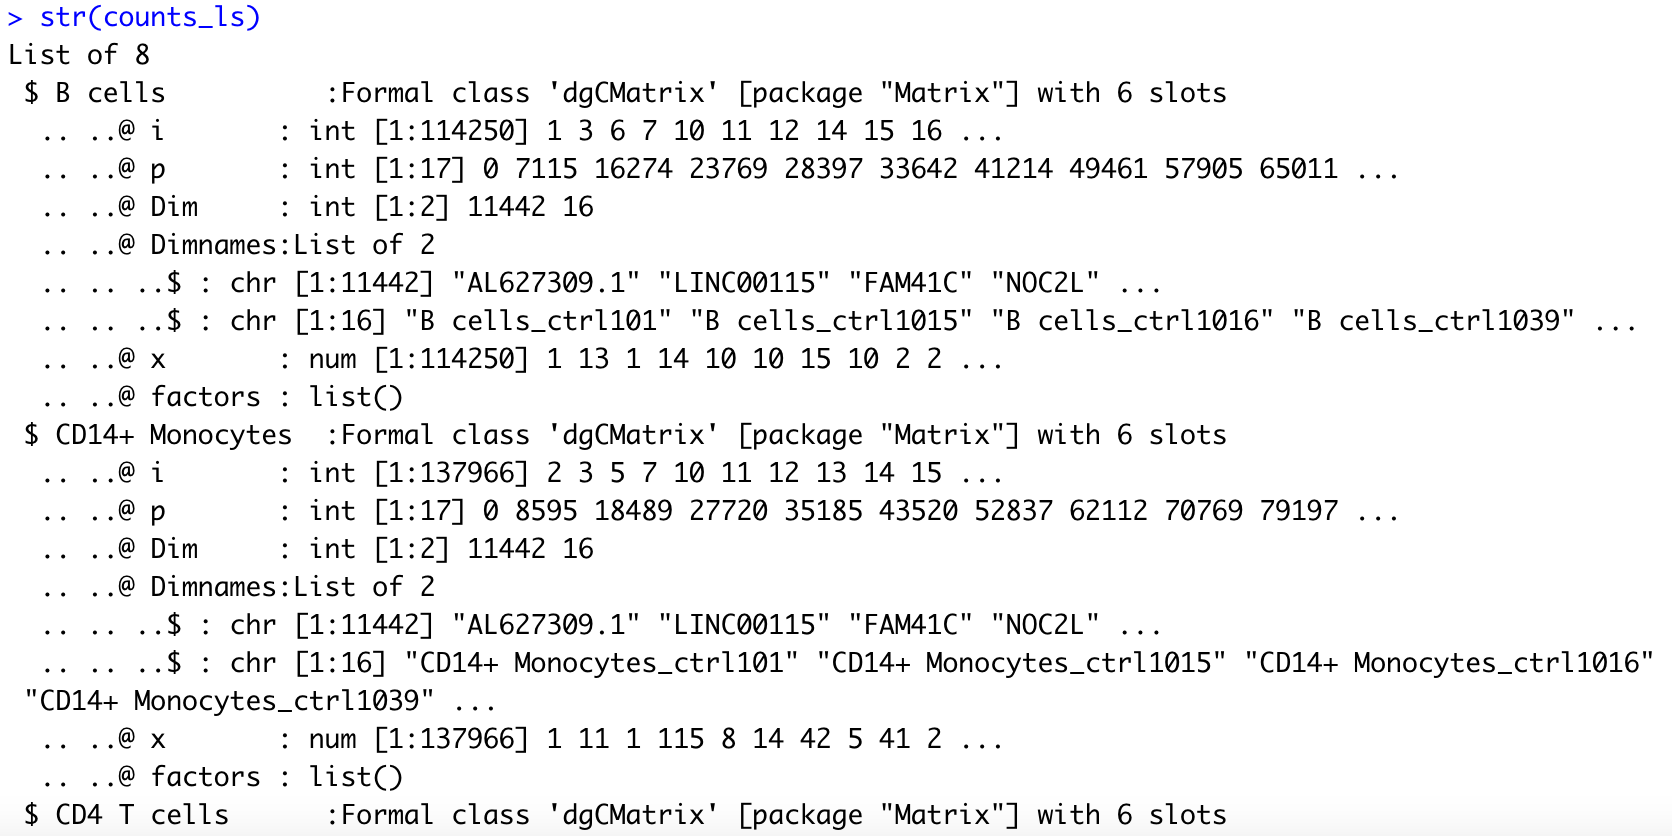 > str(counts_ls)
List of 8
 $ B cells          :Formal class 'dgCMatrix' [package "Matrix"] with 6 slots
  .. ..@ i       : int [1:114250] 1 3 6 7 10 11 12 14 15 16 ...
  .. ..@ p       : int [1:17] 0 7115 16274 23769 28397 33642 41214 49461 57905 65011 ...
  .. ..@ Dim     : int [1:2] 11442 16
  .. ..@ Dimnames:List of 2
  .. .. ..$ : chr [1:11442] "AL627309.1" "LINC00115" "FAM41C" "NOC2L" ...
  .. .. ..$ : chr [1:16] "B cells_ctrl101" "B cells_ctrl1015" "B cells_ctrl1016" "B cells_ctrl1039" ...
  .. ..@ x       : num [1:114250] 1 13 1 14 10 10 15 10 2 2 ...
  .. ..@ factors : list()
 $ CD14+ Monocytes  :Formal class 'dgCMatrix' [package "Matrix"] with 6 slots
  .. ..@ i       : int [1:137966] 2 3 5 7 10 11 12 13 14 15 ...
  .. ..@ p       : int [1:17] 0 8595 18489 27720 35185 43520 52837 62112 70769 79197 ...
  .. ..@ Dim     : int [1:2] 11442 16
  .. ..@ Dimnames:List of 2
  .. .. ..$ : chr [1:11442] "AL627309.1" "LINC00115" "FAM41C" "NOC2L" ...
  .. .. ..$ : chr [1:16] "CD14+ Monocytes_ctrl101" "CD14+ Monocytes_ctrl1015" "CD14+ Monocytes_ctrl1016"
 "CD14+ Monocytes_ctrl1039" ...
  .. ..@ x       : num [1:137966] 1 11 1 115 8 14 42 5 41 2 ...
  .. ..@ factors : list()
 $ CD4 T cells      :Formal class 'dgCMatrix' [package "Matrix"] with 6 slots